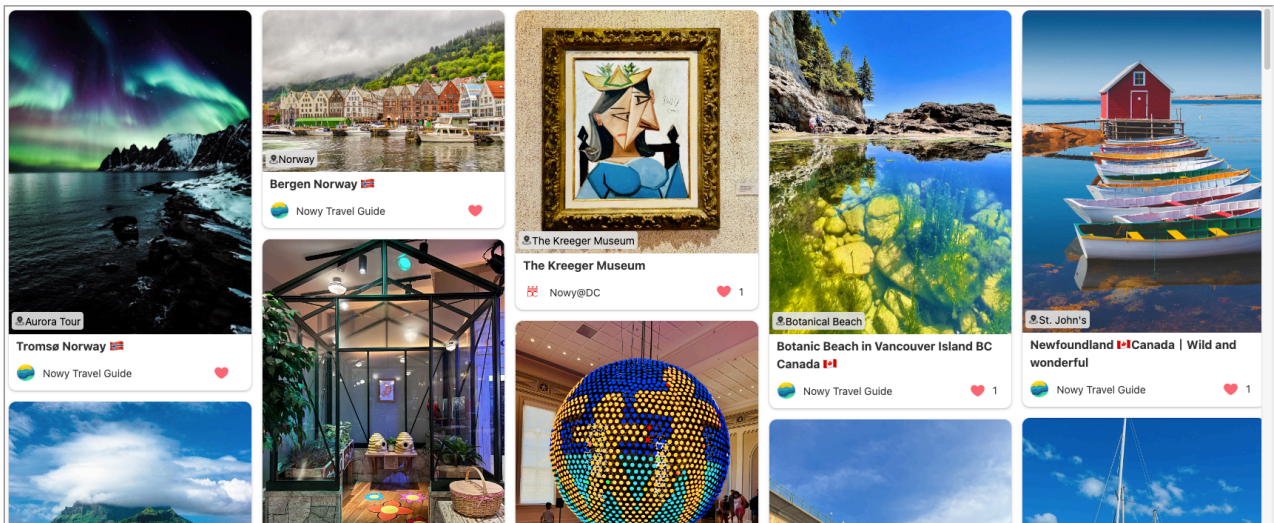 Aurora Tour
Tromsø Norway 🇳🇴
Nowy Travel Guide
Norway
Bergen Norway 🇳🇴
Nowy Travel Guide
The Kreeger Museum
The Kreeger Museum
Nowy@DC
1
Botanical Beach
Botanic Beach in Vancouver Island BC
Canada 🇨🇦
Nowy Travel Guide
1
St. John's
Newfoundland 🇨🇦Canada | Wild and
wonderful
Nowy Travel Guide
1